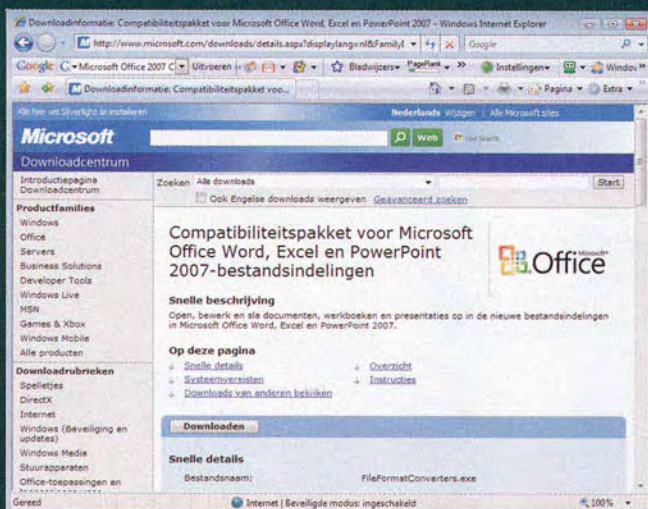 Downloadinformatie: Compatibiliteitspakket voor Microsoft Office Word, Excel en PowerPoint 2007 - Windows Internet Explorer
http://www.microsoft.com/downloads/details.aspx?displaylang=nl&Familyl
Google
Google
Microsoft Office 2007 C
Uitvoeren
Bladwijzers
PageRank
Instellingen
Window
Downloadinformatie: Compatibiliteitspakket voo...
Pagina
Extra
Klik hier om Silverlight te installeren
Nederlands Wijzigen | Alle Microsoft sites
Microsoft
Web
Live Search
Downloadcentrum
Introductiepagina
Downloadcentrum
Productfamilies
Windows
Office
Servers
Business Solutions
Developer Tools
Windows Live
MSN
Games & Xbox
Windows Mobile
Alle producten
Downloadrubrieken
Spelletjes
DirectX
Internet
Windows (Beveiliging en
updates)
Windows Media
Stuurapparaten
Office-toepassingen en
Zoeken Alle downloads
Start
Ook Engelse downloads weergeven Geavanceerd zoeken
Compatibiliteitspakket voor Microsoft
Office Word, Excel en PowerPoint
2007-bestandsindelingen
Microsoft
Office
Snelle beschrijving
Open, bewerk en sla documenten, werkboeken en presentaties op in de nieuwe bestandsindelingen
in Microsoft Office Word, Excel en PowerPoint 2007.
Op deze pagina
Snelle details
Overzicht
Systeemvereisten
Instructies
Downloads van anderen bekijken
Downloaden
Snelle details
Bestandsnaam: FileFormatConverters.exe
Gereed
Internet | Beveiligde modus: ingeschakeld
100%